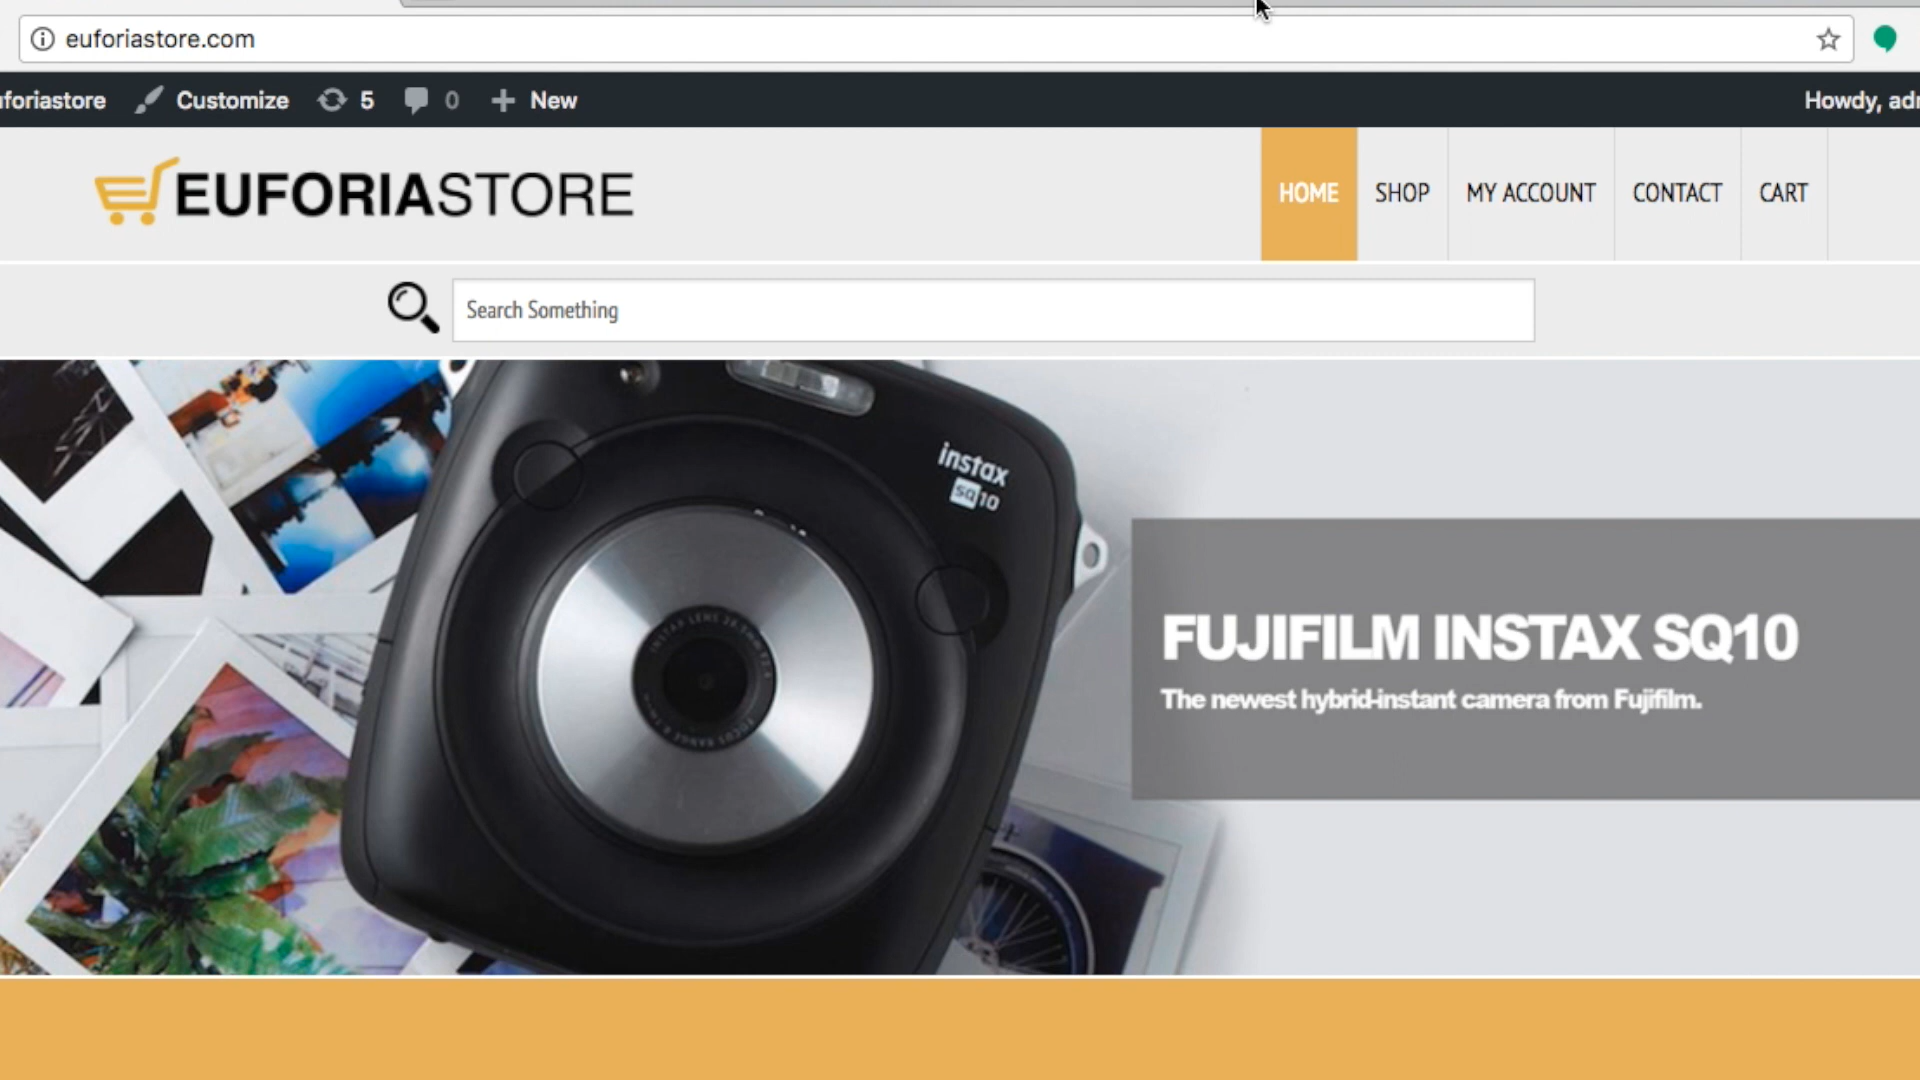 euforiastore.com
foriastore Customize 5 0 New Howdy, adm
EUFORIASTORE
HOME SHOP MY ACCOUNT CONTACT CART
Search Something
instax
SQ10
FUJIFILM INSTAX SQ10
The newest hybrid-instant camera from Fujifilm.